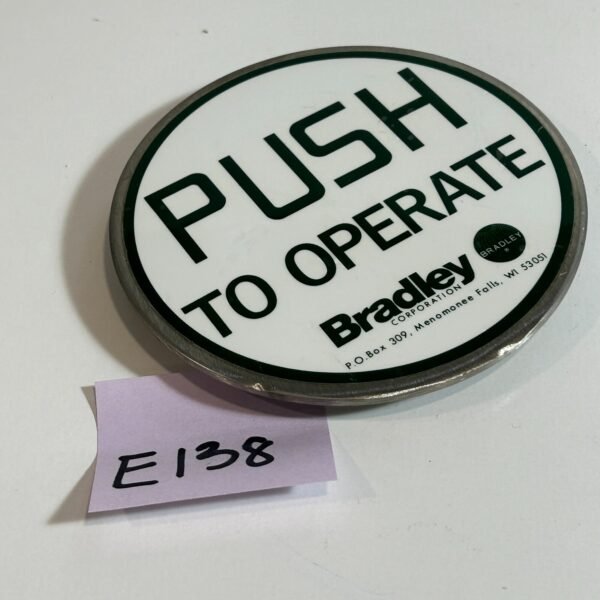 PUSH
TO OPERATE
Bradley
CORPORATION
BRADLEY
®
P.O.Box 309, Menomonee Falls, WI 53051
E138